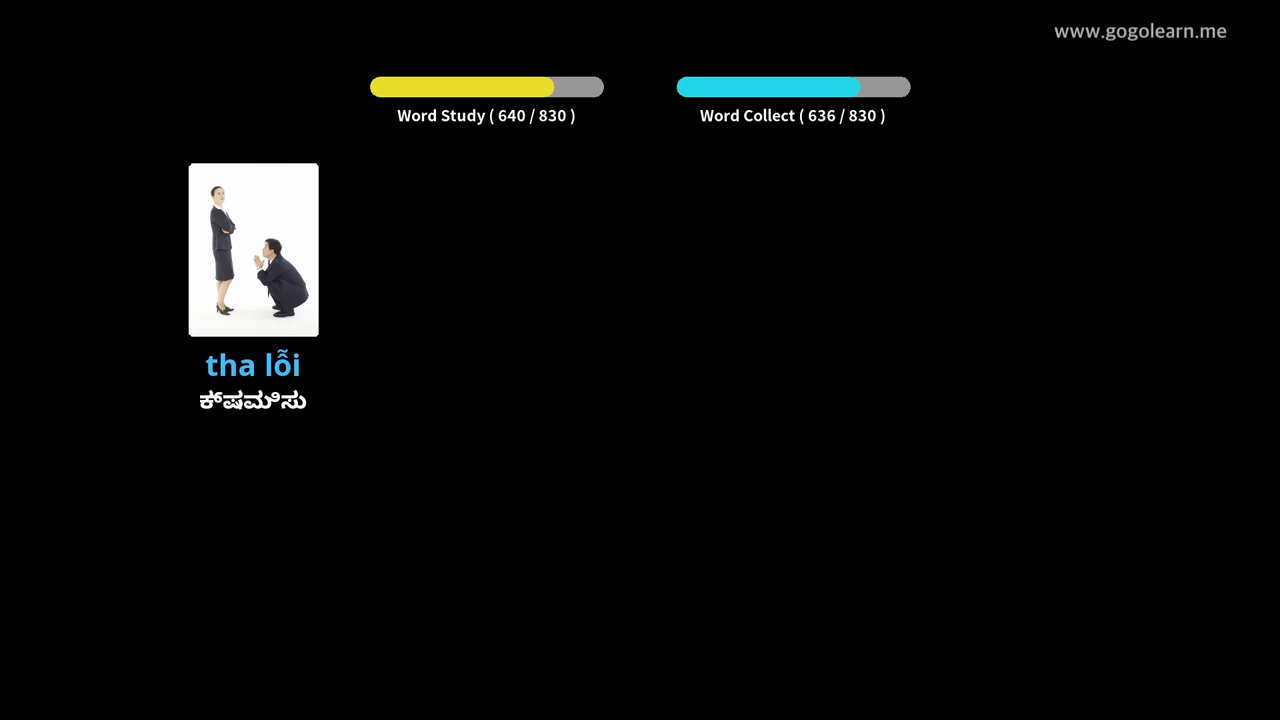 www.gogolearn.me
Word Study ( 640 / 830 )
Word Collect ( 636 / 830 )
tha lỗi
ಕ್ಷಮಿಸು